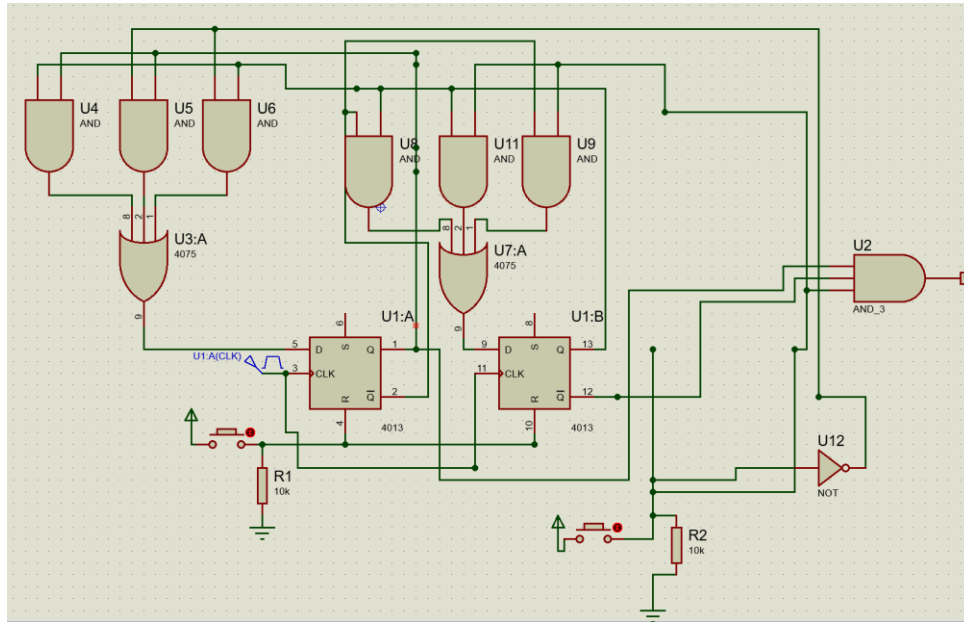 U4
AND
U5
AND
U6
AND
U8
AND
U11
AND
U9
AND
8
2
1
U3:A
4075
9
8
2
1
U7:A
4075
9
U2
AND_3
U1:A
6
5
D
S
Q
1
U1:A(CLK)
3
CLK
Q
2
R
4
4013
U1:B
8
9
D
S
Q
13
11
CLK
Q
12
R
10
4013
R1
10k
U12
NOT
R2
10k